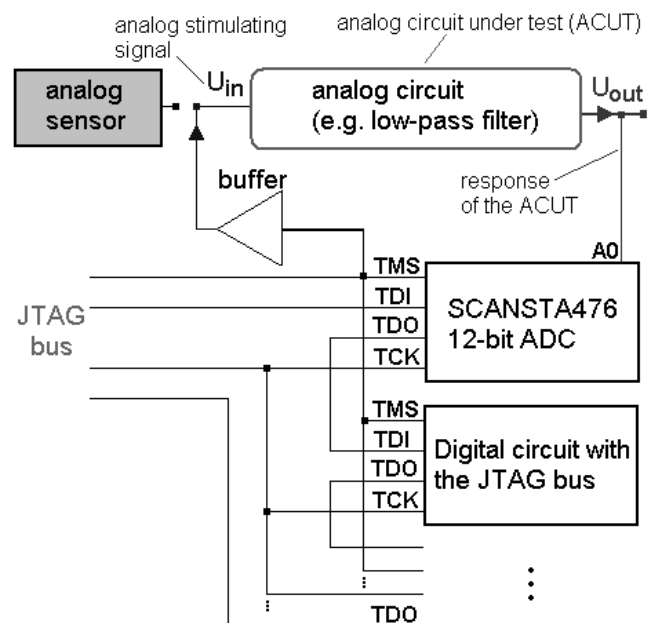 analog stimulating
signal
analog circuit under test (ACUT)
analog
sensor
Uin
analog circuit
(e.g. low-pass filter)
Uout
buffer
response
of the ACUT
A0
JTAG
bus
TMS
TDI
TDO
TCK
SCANSTA476
12-bit ADC
TMS
TDI
TDO
TCK
Digital circuit with
the JTAG bus
TDO